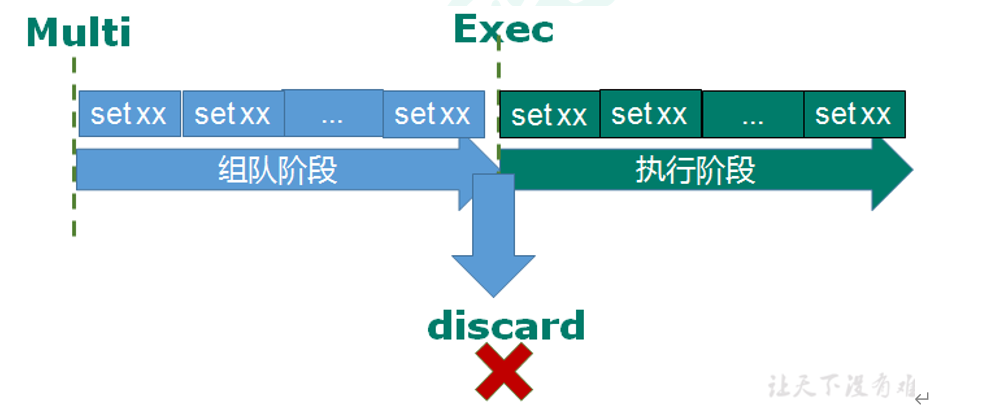 Multi
Exec
set xx set xx ... set xx set xx set xx ... set xx
组队阶段 执行阶段
discard
让天下没有难